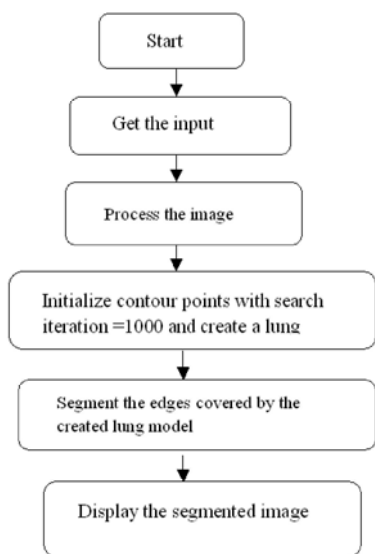 Start
Get the input
Process the image
Initialize contour points with search
iteration =1000 and create a lung
Segment the edges covered by the
created lung model
Display the segmented image